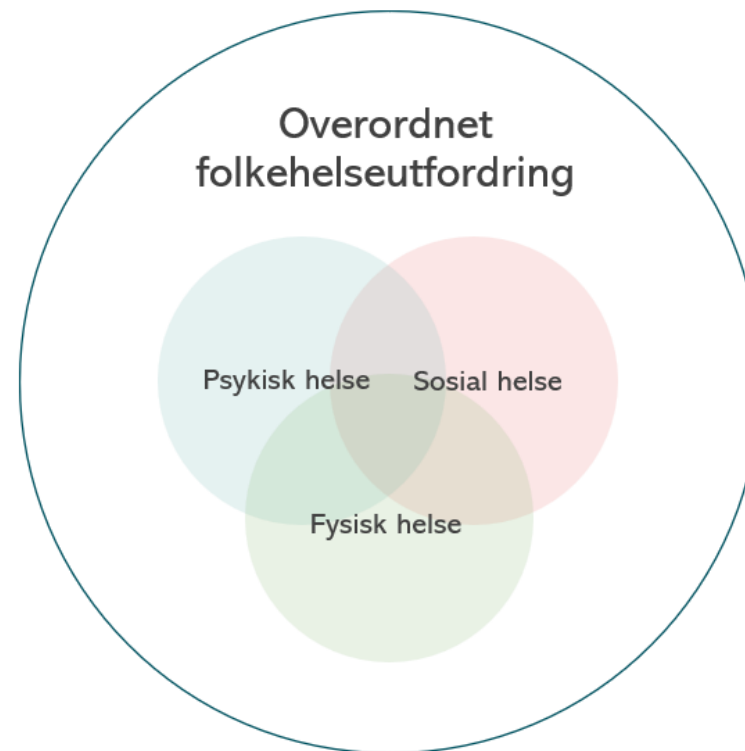 Overordnet
folkehelseutfordring
Psykisk helse
Sosial helse
Fysisk helse